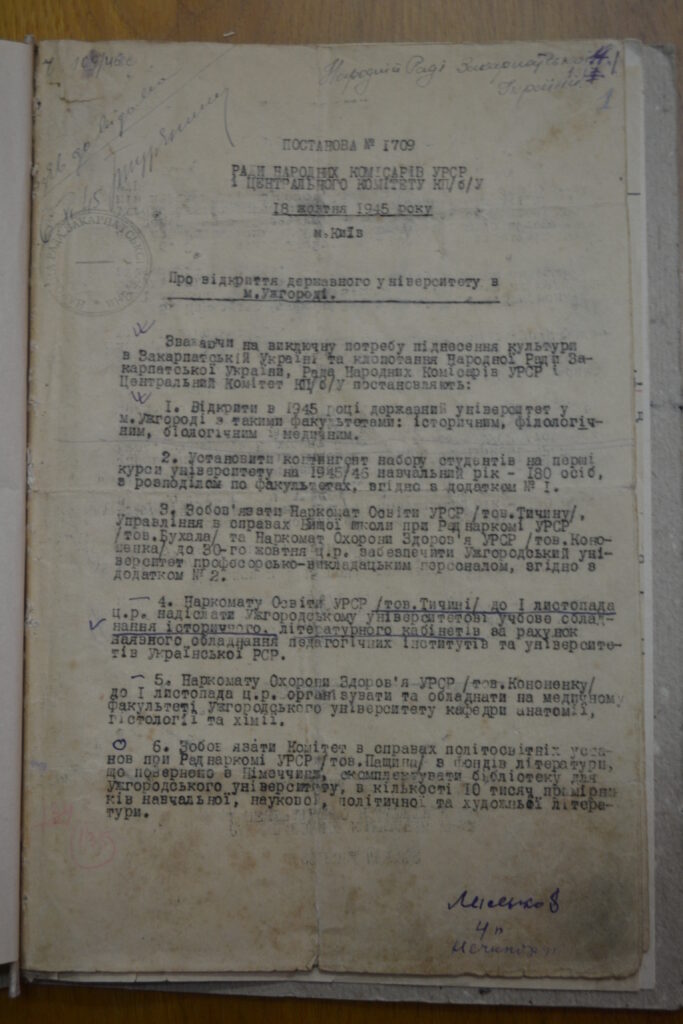 109/48с
Народній Раді Закарпатської
України
1
ПОСТАНОВА № 1709
РАДИ НАРОДНИХ КОМІСАРІВ УРСР
І ЦЕНТРАЛЬНОГО КОМІТЕТУ КП/б/У
18 жовтня 1945 року
м.Київ
Про відкриття державного університету в
м.Ужгороді.
Зважаючи на виключну потребу піднесення культури
в Закарпатській Україні та клопотання Народної Ради За-
карпатської України, Рада Народних Комісарів УРСР і
Центральний Комітет КП/б/У постановляють:
І. Відкрити в 1945 році державний університет у
м.Ужгороді з такими факультетами: історичним, філологіч-
ним, біологічним і медичним.
2. Установити контингент набору студентів на перші
курси університету на 1945/46 навчальний рік - 180 осіб,
з розподілом по факультетах, згідно з додатком № І.
3. Зобов'язати Наркомат Освіти УРСР /тов.Тичину/,
Управління в справах Вищої школи при Раднаркомі УРСР
/тов.Бухала/ та Наркомат Охорони Здоров'я УРСР /тов.Коно-
ненка/ до 30-го жовтня ц.р. забезпечити Ужгородський уні-
верситет професорсько-викладацьким персоналом, згідно з
додатком № 2.
4. Наркомату Освіти УРСР /тов.Тичині/ до І листопада
ц.р. надіслати Ужгородському університетові учбове облад-
нання історичного, літературного кабінетів за рахунок
наявного обладнання педагогічних інститутів та університе-
тів Української РСР.
5. Наркомату Охорони Здоров'я УРСР /тов.Кононенку/
до І листопада ц.р. організувати та обладнати на медичному
факультеті Ужгородського університету кафедри анатомії,
гістології та хімії.
6. Зобов'язати Комітет в справах політосвітніх уста-
нов при Раднаркомі УРСР /тов.Пащина/ з фондів літератури,
що повернено з Німеччини, скомплектувати бібліотеку для
Ужгородського університету, в кількості 10 тисяч примірни-
ків навчальної, наукової, політичної та художньої літера-
тури.